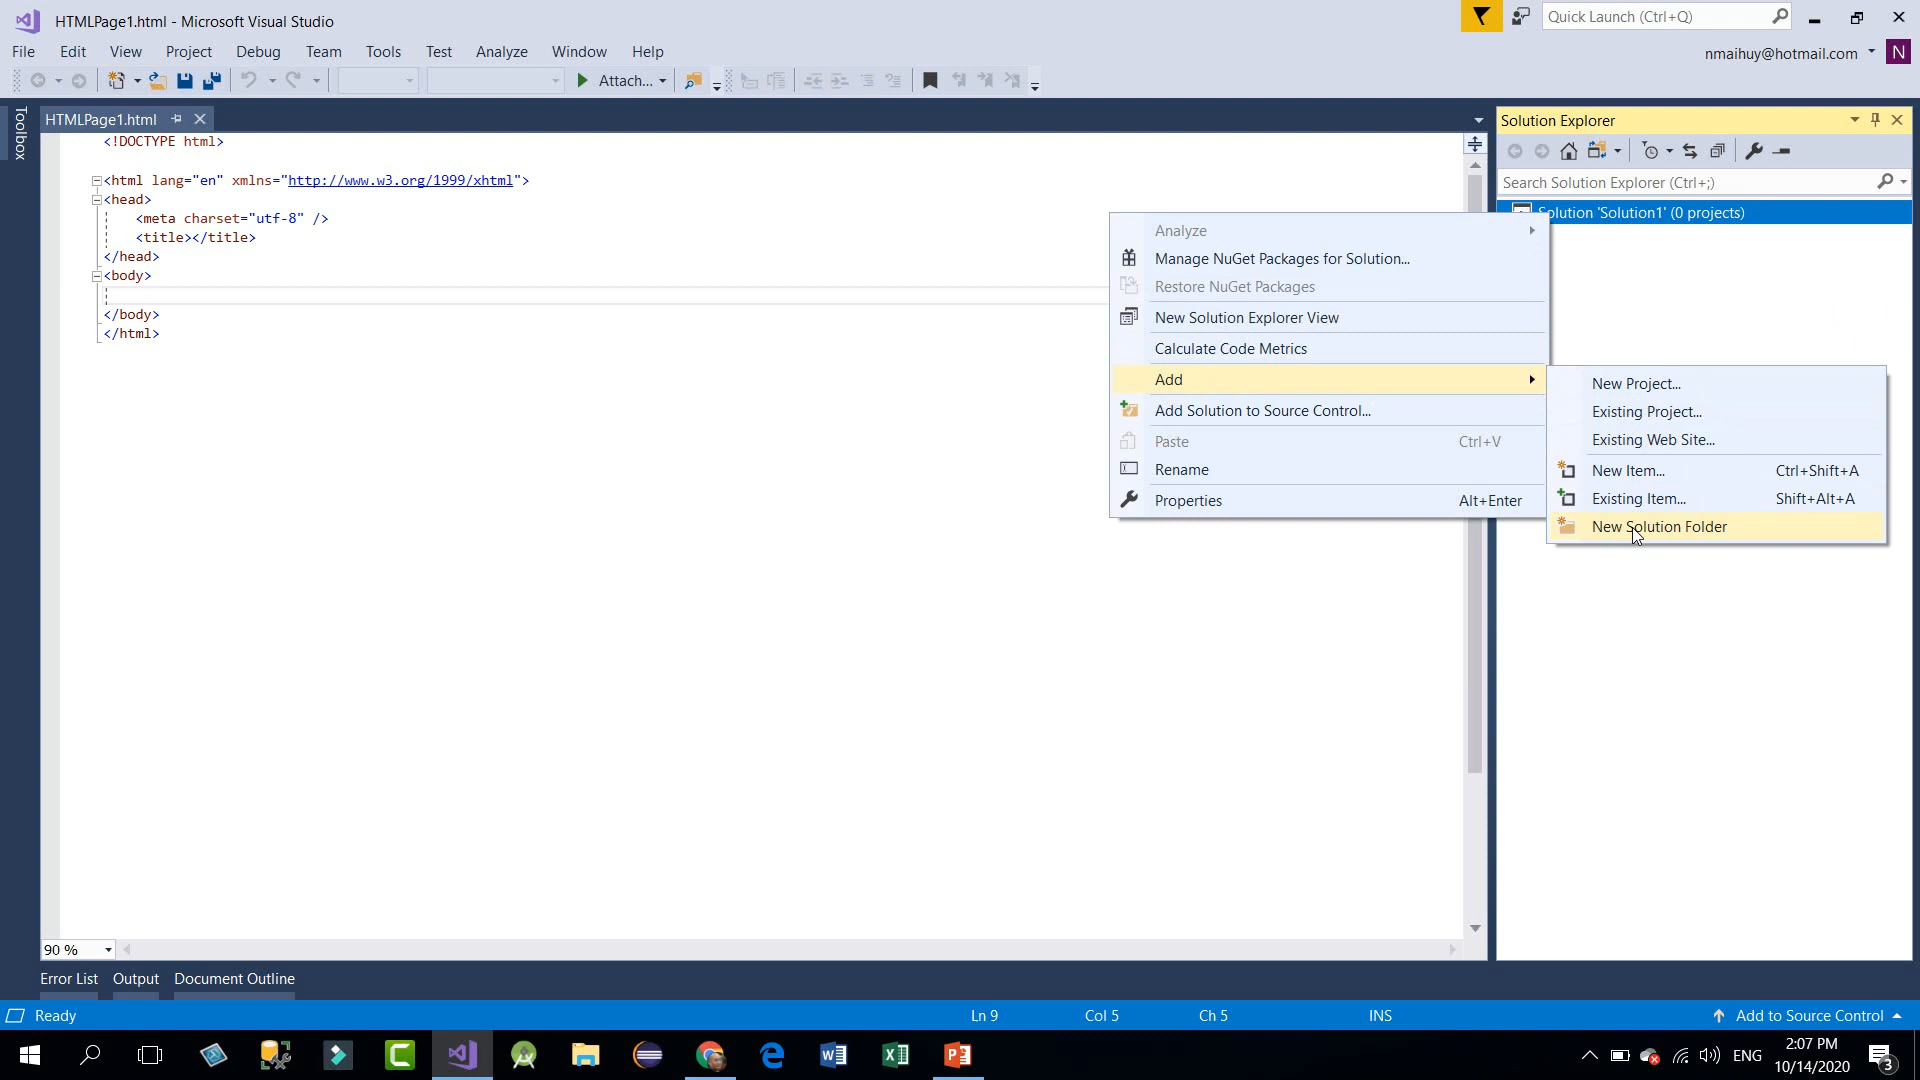 HTMLPage1.html - Microsoft Visual Studio
Quick Launch (Ctrl+Q)
File Edit View Project Debug Team Tools Test Analyze Window Help
nmaihuy@hotmail.com N
Attach...
Toolbox
HTMLPage1.html
<!DOCTYPE html>
<html lang="en" xmlns="http://www.w3.org/1999/xhtml">
<head>
<meta charset="utf-8" />
<title></title>
</head>
<body>
</body>
</html>
Solution Explorer
Search Solution Explorer (Ctrl+;)
Solution 'Solution1' (0 projects)
Analyze
Manage NuGet Packages for Solution...
Restore NuGet Packages
New Solution Explorer View
Calculate Code Metrics
Add
Add Solution to Source Control...
Paste Ctrl+V
Rename
Properties Alt+Enter
New Project...
Existing Project...
Existing Web Site...
New Item... Ctrl+Shift+A
Existing Item... Shift+Alt+A
New Solution Folder
90 %
Error List Output Document Outline
Ready Ln 9 Col 5 Ch 5 INS Add to Source Control
ENG
2:07 PM
10/14/2020
3